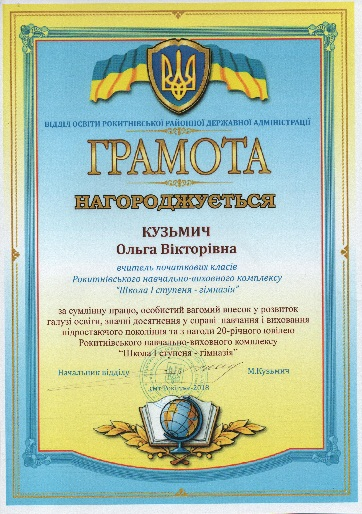 ВІДДІЛ ОСВІТИ РОКИТНІВСЬКОЇ РАЙОННОЇ ДЕРЖАВНОЇ АДМІНІСТРАЦІЇ
ГРАМОТА
НАГОРОДЖУЄТЬСЯ
КУЗЬМИЧ
Ольга Вікторівна
вчитель початкових класів
Рокитнівського навчально-виховного комплексу
"Школа І ступеня - гімназія"
за сумлінну працю, особистий вагомий внесок у розвиток
галузі освіти, значні досягнення у справі навчання і виховання
підростаючого покоління та з нагоди 20-річного ювілею
Рокитнівського навчально-виховного комплексу
"Школа І ступеня - гімназія"
Начальник відділу М.Кузьмич
смт Рокитне-2018